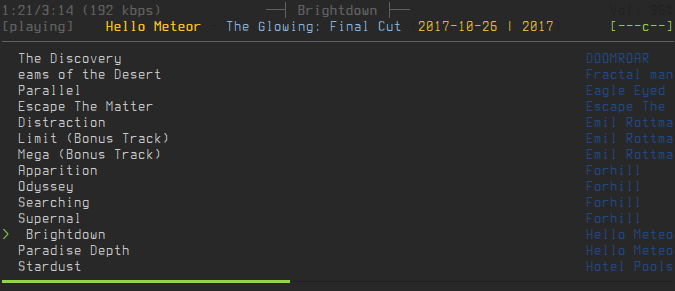 1:21/3:14 (192 kbps) ┤ Brightdown ├ vol:
[playing] Hello Meteor - The Glowing: Final Cut (2017-10-26 | 2017 [---c--]
The Discovery DOOMROAR
eams of the Desert Fractal man
Parallel Eagle Eyed
Escape The Matter Escape The
Distraction Emil Rottma
Limit (Bonus Track) Emil Rottma
Mega (Bonus Track) Emil Rottma
Apparition Forhill
Odyssey Forhill
Searching Forhill
Supernal Forhill
> Brightdown Hello Meteo
Paradise Depth Hello Meteo
Stardust Hotel Pools